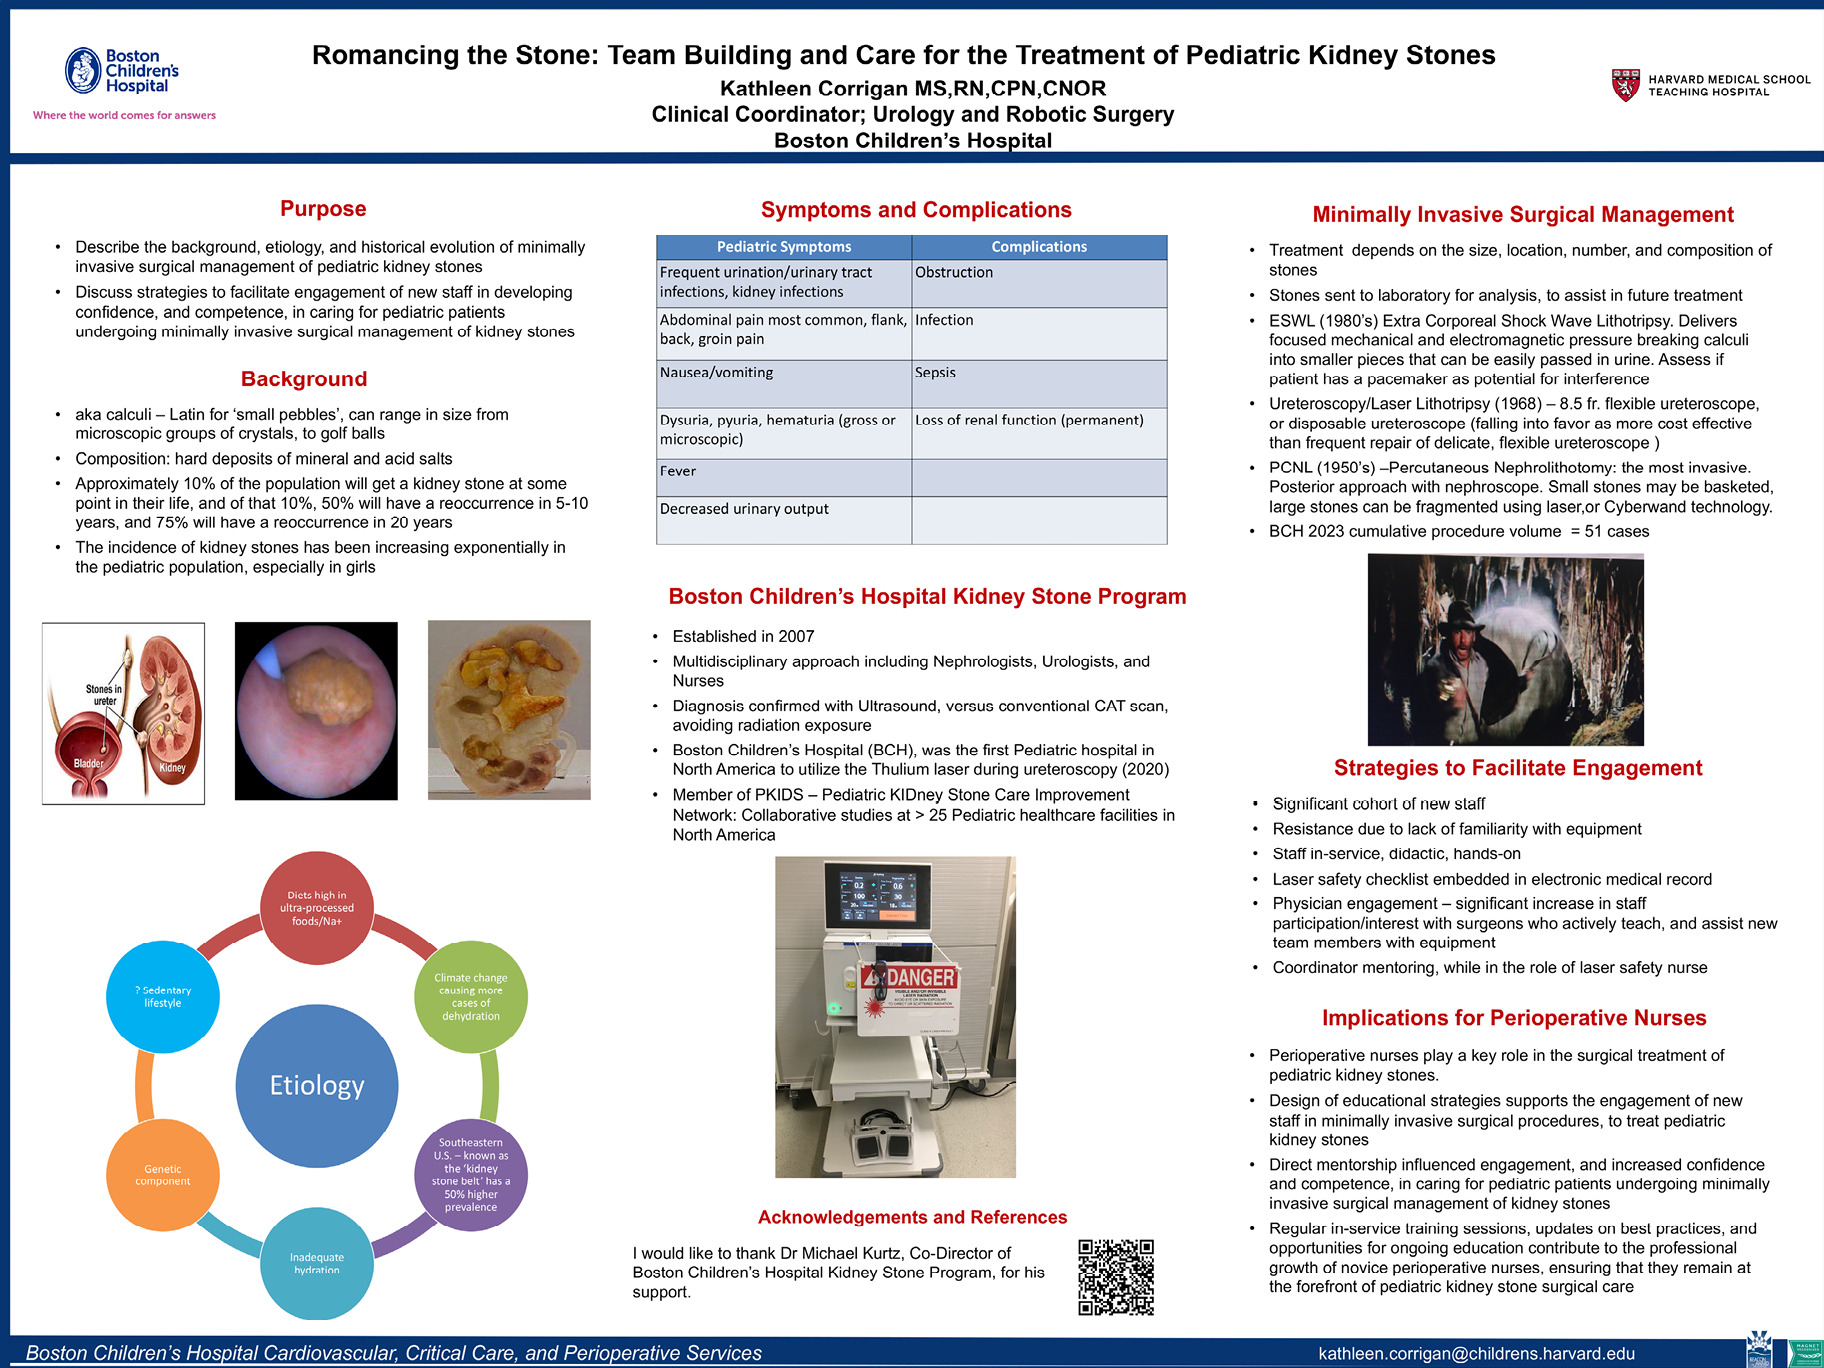 Boston
Children's
Hospital
Where the world comes for answers
Romancing the Stone: Team Building and Care for the Treatment of Pediatric Kidney Stones
Kathleen Corrigan MS,RN,CPN,CNOR
Clinical Coordinator; Urology and Robotic Surgery
Boston Children's Hospital
HARVARD MEDICAL SCHOOL
TEACHING HOSPITAL
Purpose
• Describe the background, etiology, and historical evolution of minimally
invasive surgical management of pediatric kidney stones
• Discuss strategies to facilitate engagement of new staff in developing
confidence, and competence, in caring for pediatric patients
undergoing minimally invasive surgical management of kidney stones
Background
• aka calculi – Latin for 'small pebbles', can range in size from
microscopic groups of crystals, to golf balls
• Composition: hard deposits of mineral and acid salts
• Approximately 10% of the population will get a kidney stone at some
point in their life, and of that 10%, 50% will have a reoccurrence in 5-10
years, and 75% will have a reoccurrence in 20 years
• The incidence of kidney stones has been increasing exponentially in
the pediatric population, especially in girls
Stones in
ureter
Bladder
Kidney
Diets high in
ultra-processed
foods/Na+
Climate change
causing more
cases of
dehydration
Southeastern
U.S. – known as
the 'kidney
stone belt' has a
50% higher
prevalence
Inadequate
hydration
Genetic
component
? Sedentary
lifestyle
Etiology
Symptoms and Complications
Pediatric Symptoms Complications
Frequent urination/urinary tract Obstruction
infections, kidney infections
Abdominal pain most common, flank, Infection
back, groin pain
Nausea/vomiting Sepsis
Dysuria, pyuria, hematuria (gross or Loss of renal function (permanent)
microscopic)
Fever
Decreased urinary output
Boston Children's Hospital Kidney Stone Program
• Established in 2007
• Multidisciplinary approach including Nephrologists, Urologists, and
Nurses
• Diagnosis confirmed with Ultrasound, versus conventional CAT scan,
avoiding radiation exposure
• Boston Children's Hospital (BCH), was the first Pediatric hospital in
North America to utilize the Thulium laser during ureteroscopy (2020)
• Member of PKIDS – Pediatric KIDney Stone Care Improvement
Network: Collaborative studies at > 25 Pediatric healthcare facilities in
North America
0.2 0.6
100 30
DANGER
VISIBLE AND/OR INVISIBLE
LASER RADIATION
AVOID EYE OR SKIN EXPOSURE
TO DIRECT OR SCATTERED RADIATION
Acknowledgements and References
I would like to thank Dr Michael Kurtz, Co-Director of
Boston Children's Hospital Kidney Stone Program, for his
support.
Minimally Invasive Surgical Management
• Treatment depends on the size, location, number, and composition of
stones
• Stones sent to laboratory for analysis, to assist in future treatment
• ESWL (1980's) Extra Corporeal Shock Wave Lithotripsy. Delivers
focused mechanical and electromagnetic pressure breaking calculi
into smaller pieces that can be easily passed in urine. Assess if
patient has a pacemaker as potential for interference
• Ureteroscopy/Laser Lithotripsy (1968) – 8.5 fr. flexible ureteroscope,
or disposable ureteroscope (falling into favor as more cost effective
than frequent repair of delicate, flexible ureteroscope )
• PCNL (1950's) –Percutaneous Nephrolithotomy: the most invasive.
Posterior approach with nephroscope. Small stones may be basketed,
large stones can be fragmented using laser,or Cyberwand technology.
• BCH 2023 cumulative procedure volume = 51 cases
Strategies to Facilitate Engagement
• Significant cohort of new staff
• Resistance due to lack of familiarity with equipment
• Staff in-service, didactic, hands-on
• Laser safety checklist embedded in electronic medical record
• Physician engagement – significant increase in staff
participation/interest with surgeons who actively teach, and assist new
team members with equipment
• Coordinator mentoring, while in the role of laser safety nurse
Implications for Perioperative Nurses
• Perioperative nurses play a key role in the surgical treatment of
pediatric kidney stones.
• Design of educational strategies supports the engagement of new
staff in minimally invasive surgical procedures, to treat pediatric
kidney stones
• Direct mentorship influenced engagement, and increased confidence
and competence, in caring for pediatric patients undergoing minimally
invasive surgical management of kidney stones
• Regular in-service training sessions, updates on best practices, and
opportunities for ongoing education contribute to the professional
growth of novice perioperative nurses, ensuring that they remain at
the forefront of pediatric kidney stone surgical care
Boston Children's Hospital Cardiovascular, Critical Care, and Perioperative Services
kathleen.corrigan@childrens.harvard.edu
MAGNET